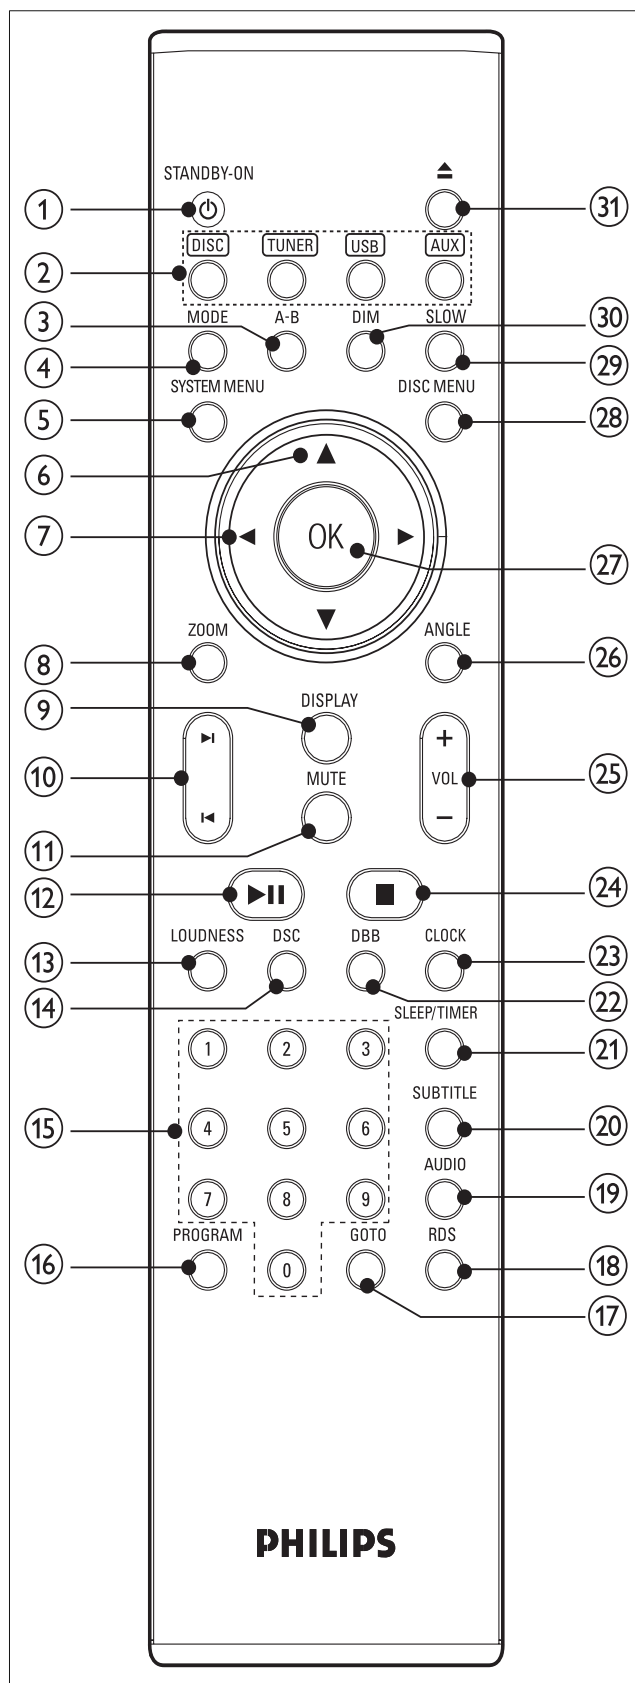 STANDBY-ON
1
31
DISC TUNER USB AUX
2
3
MODE A-B DIM SLOW
30
4
29
SYSTEM MENU DISC MENU
5
28
6
7
OK
27
ZOOM ANGLE
8
26
9
DISPLAY
10
MUTE
VOL
25
11
12
24
LOUDNESS DSC DBB CLOCK
13
23
14
22
SLEEP/TIMER
1 2 3
21
SUBTITLE
15
4 5 6
20
AUDIO
7 8 9
19
PROGRAM GOTO RDS
16
0
18
17
PHILIPS